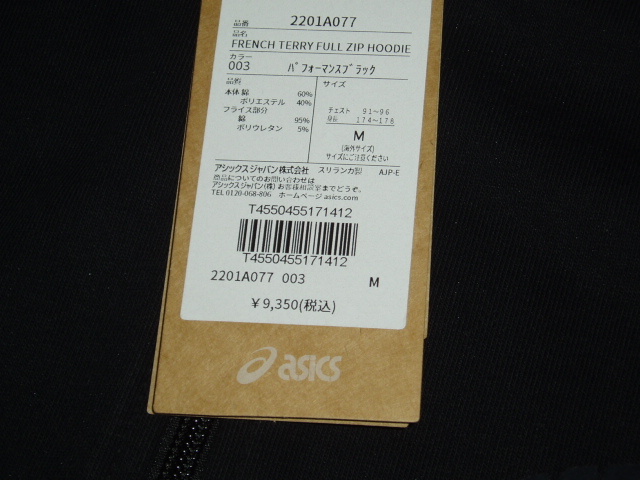 品番 2201A077
品名
FRENCH TERRY FULL ZIP HOODIE
カラー
003 パフォーマンスブラック
品質
本体 綿 60%
ポリエステル 40%
フライス部分
綿 95%
ポリウレタン 5%
サイズ
チェスト 91～96
身長 174～178
M
(海外サイズ)
サイズにご注意ください
アシックスジャパン株式会社 スリランカ製 AJP-E
商品についてのお問い合わせは
アシックスジャパン(株)お客様相談室までどうぞ。
TEL 0120-068-806 ホームページ asics.com
T4550455171412
T4550455171412
2201A077 003 M
￥9,350(税込)
asics